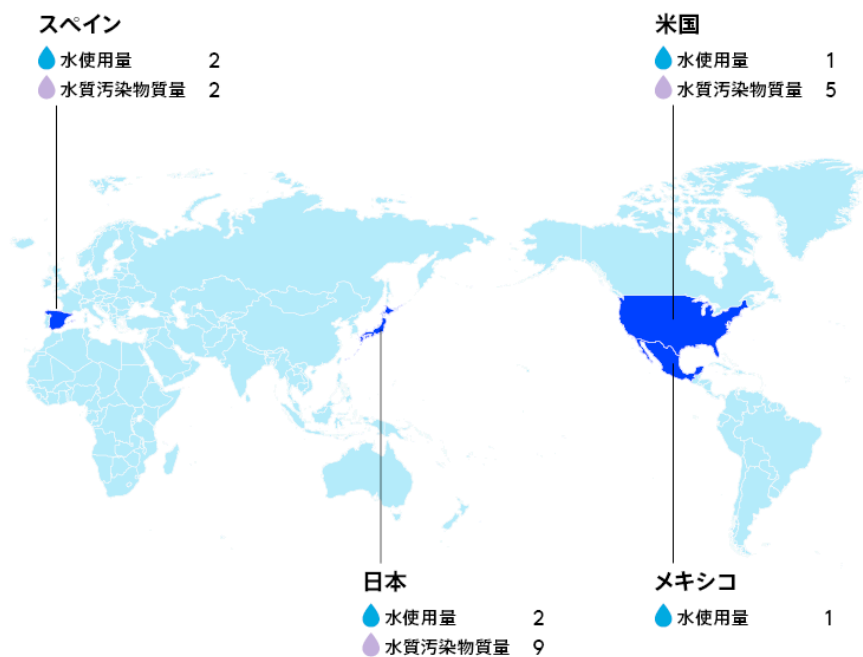 スペイン
水使用量 2
水質汚染物質量 2
米国
水使用量 1
水質汚染物質量 5
日本
水使用量 2
水質汚染物質量 9
メキシコ
水使用量 1